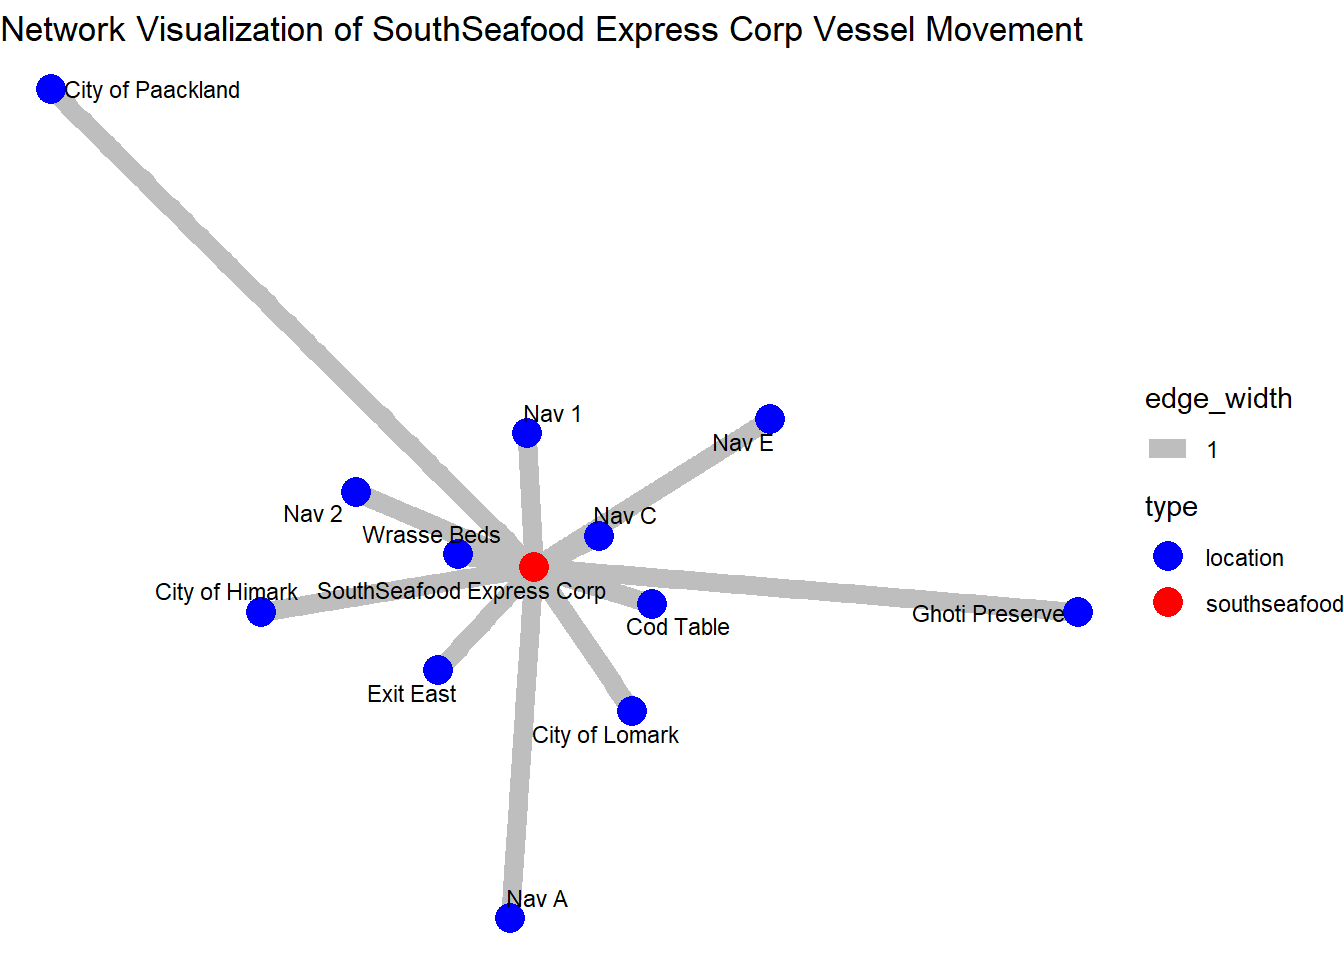 Network Visualization of SouthSeafood Express Corp Vessel Movement
City of Paackland
Nav 1
Nav E
Nav 2
Nav C
Wrasse Beds
City of Himark
SouthSeafood Express Corp
Ghoti Preserve
Cod Table
Exit East
City of Lomark
Nav A
edge_width
1
type
location
southseafood